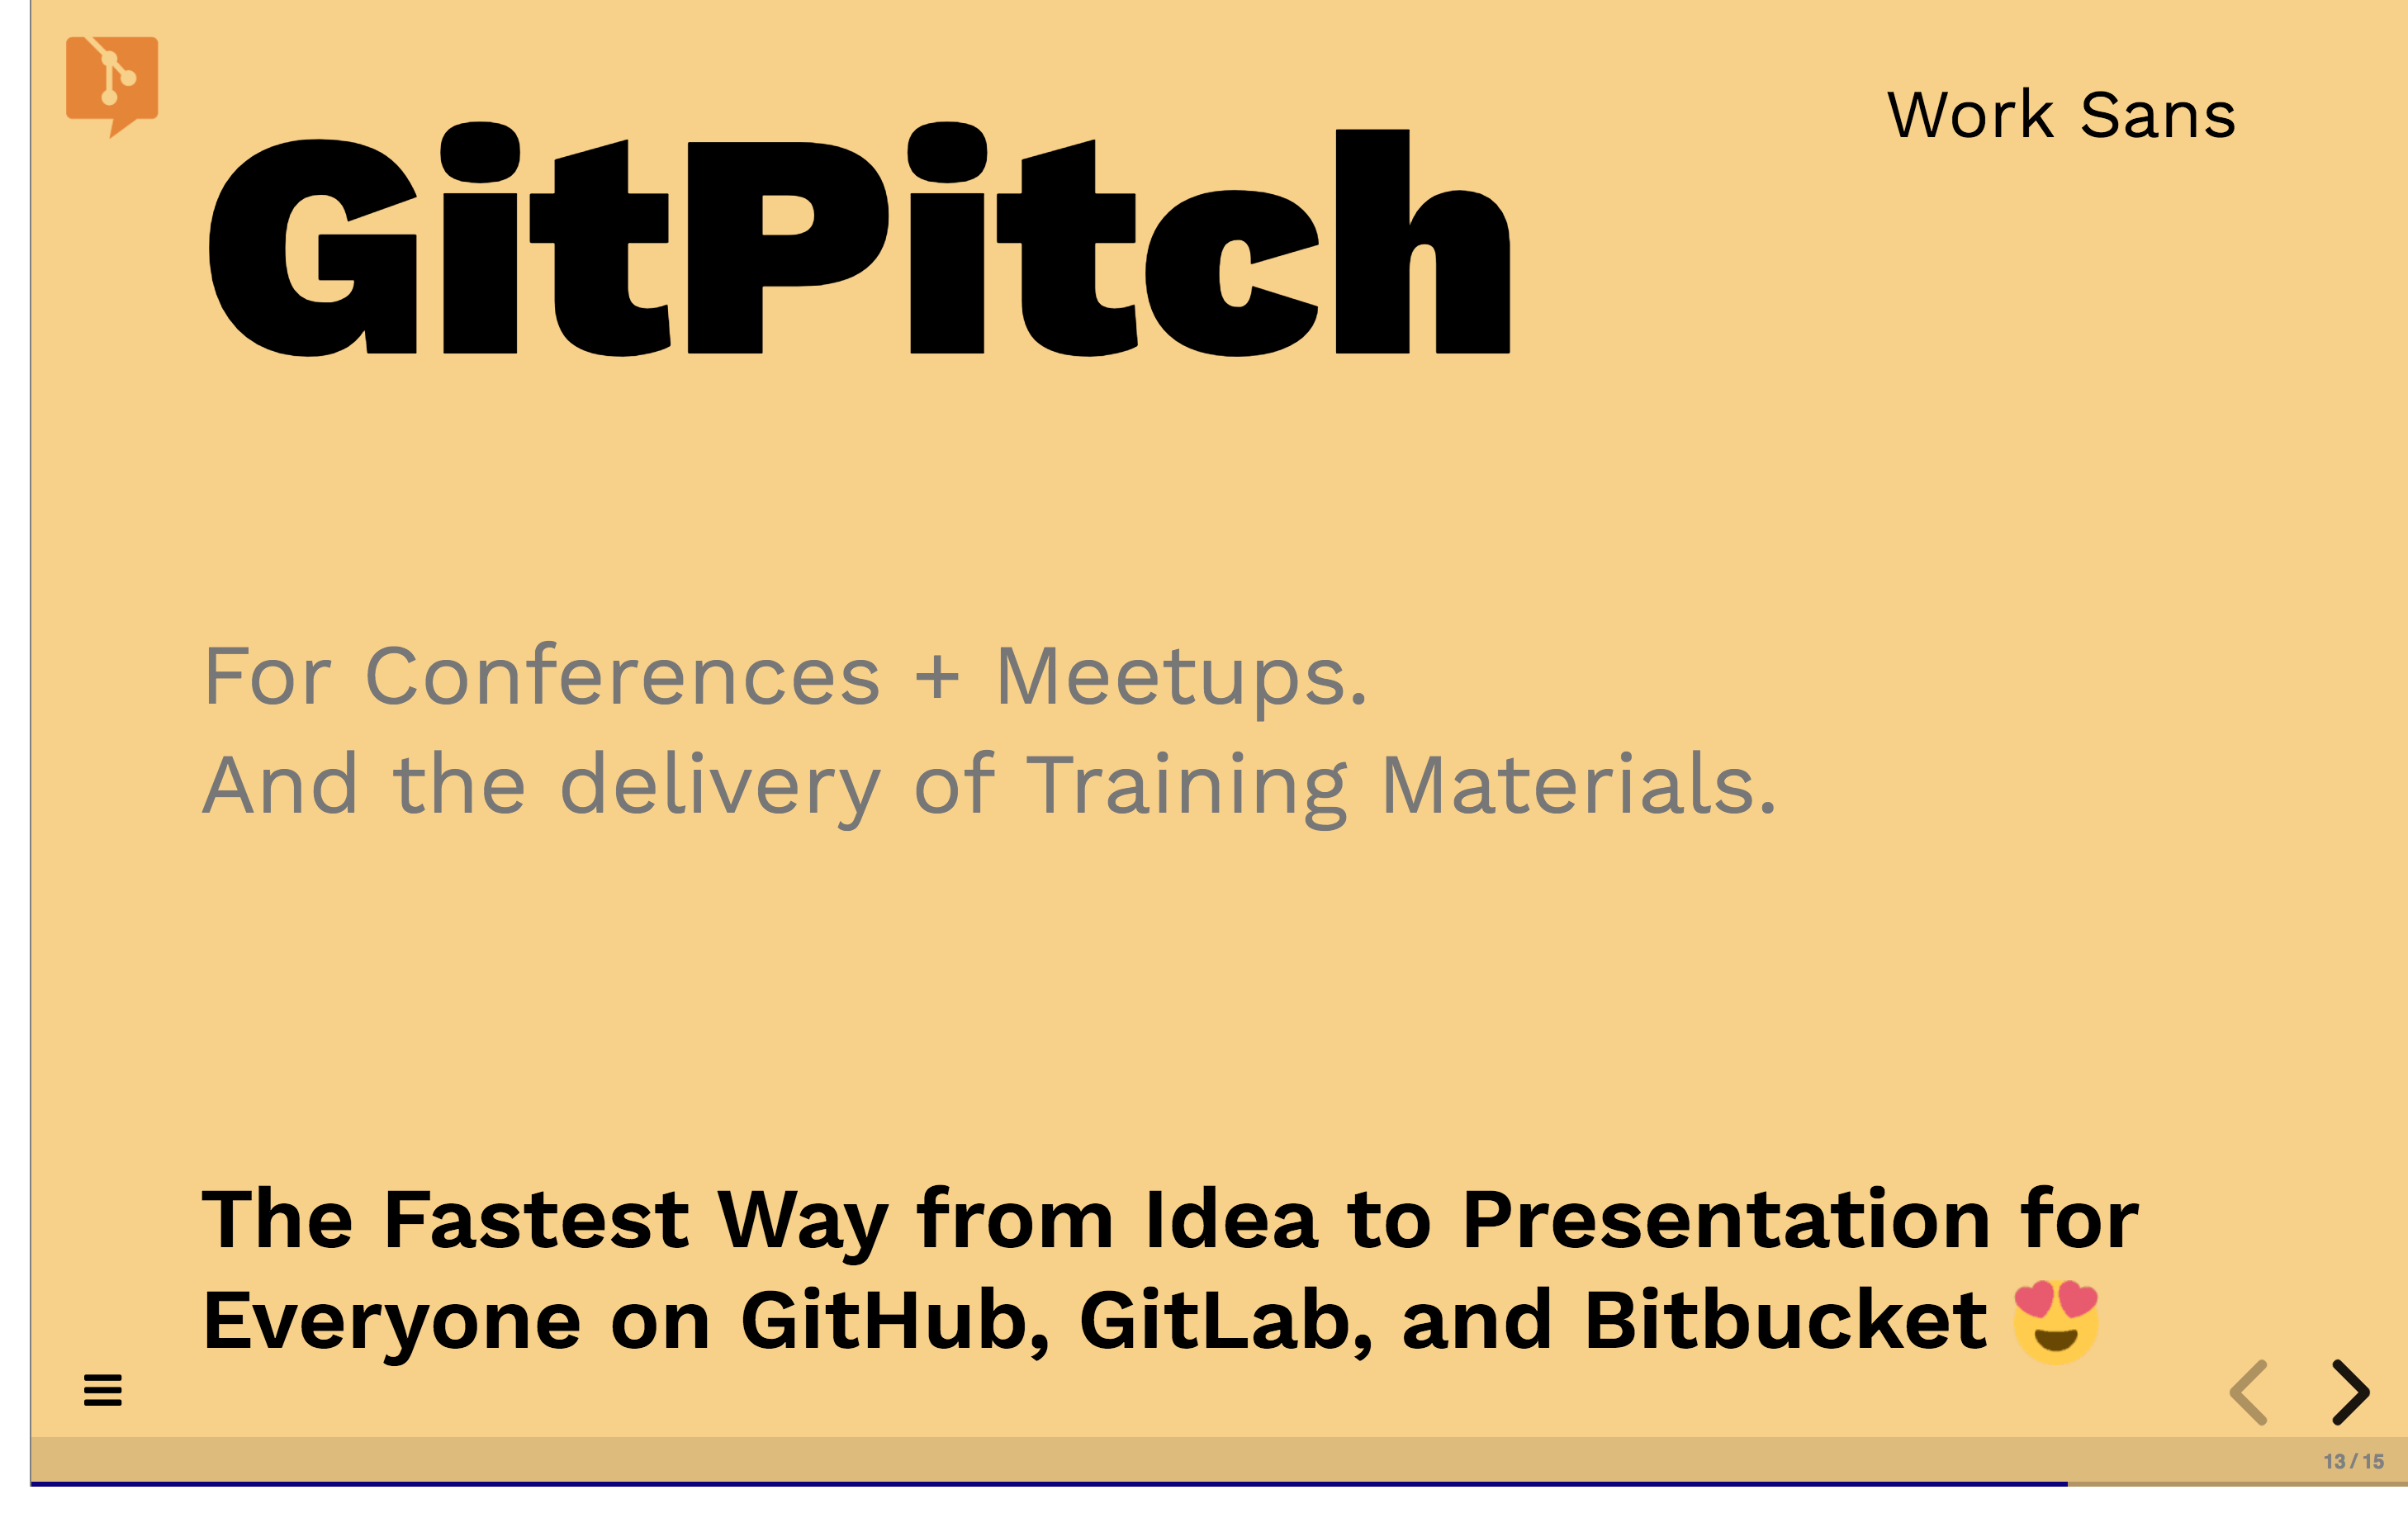 Work Sans
GitPitch
For Conferences + Meetups.
And the delivery of Training Materials.
The Fastest Way from Idea to Presentation for
Everyone on GitHub, GitLab, and Bitbucket 😍
13 / 15